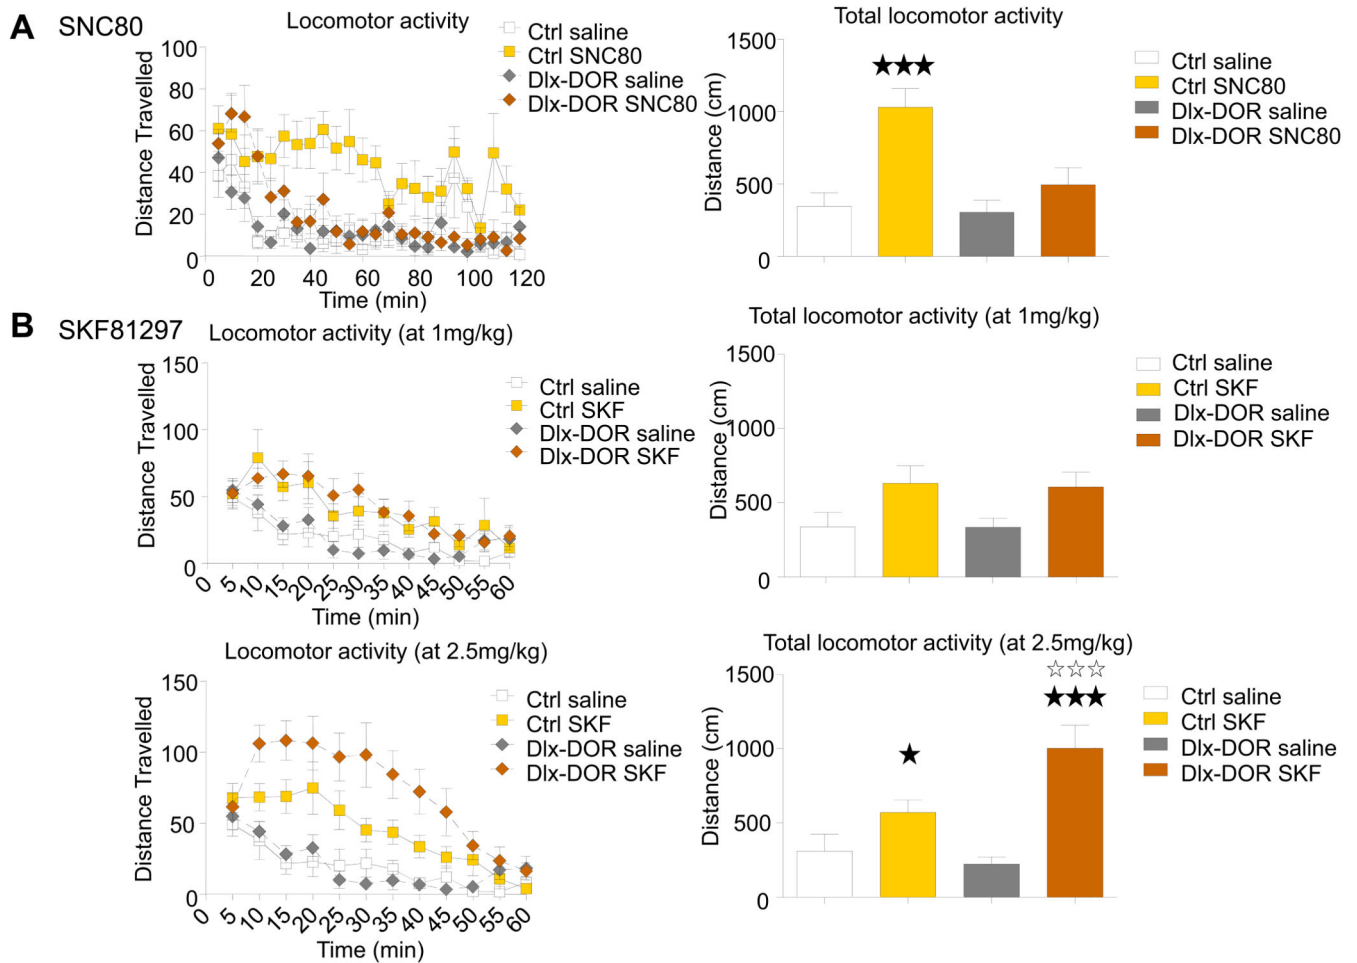 A SNC80
Locomotor activity
Distance Travelled
100
80
60
40
20
0
0 20 40 60 80 100 120
Time (min)
Ctrl saline
Ctrl SNC80
Dlx-DOR saline
Dlx-DOR SNC80
Total locomotor activity
★★★
Distance (cm)
1500
1000
500
0
Ctrl saline
Ctrl SNC80
Dlx-DOR saline
Dlx-DOR SNC80
B SKF81297
Locomotor activity (at 1mg/kg)
Distance Travelled
150
100
50
0
0 5 10 15 20 25 30 35 40 45 50 55 60
Time (min)
Ctrl saline
Ctrl SKF
Dlx-DOR saline
Dlx-DOR SKF
Total locomotor activity (at 1mg/kg)
Distance (cm)
1500
1000
500
0
Ctrl saline
Ctrl SKF
Dlx-DOR saline
Dlx-DOR SKF
Locomotor activity (at 2.5mg/kg)
Distance Travelled
150
100
50
0
0 5 10 15 20 25 30 35 40 45 50 55 60
Time (min)
Ctrl saline
Ctrl SKF
Dlx-DOR saline
Dlx-DOR SKF
Total locomotor activity (at 2.5mg/kg)
☆☆☆
★★★
★
Distance (cm)
1500
1000
500
0
Ctrl saline
Ctrl SKF
Dlx-DOR saline
Dlx-DOR SKF